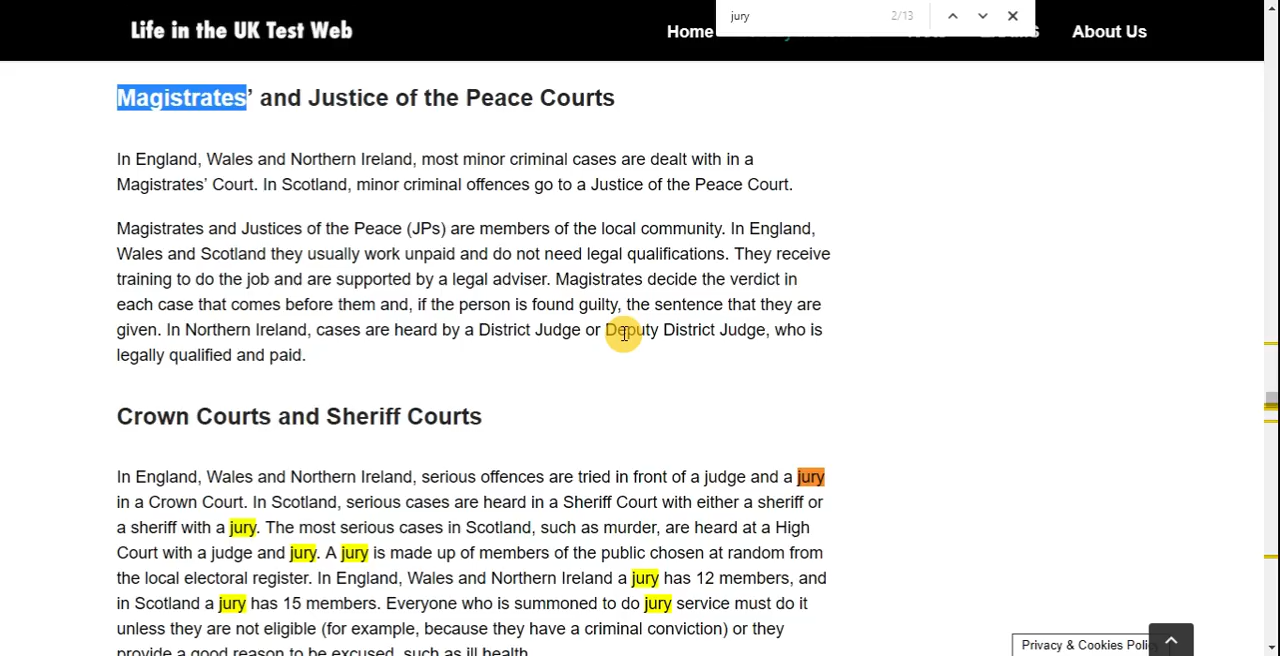 Life in the UK Test Web
Home
About Us
jury
2/13
Magistrates’ and Justice of the Peace Courts
In England, Wales and Northern Ireland, most minor criminal cases are dealt with in a
Magistrates’ Court. In Scotland, minor criminal offences go to a Justice of the Peace Court.
Magistrates and Justices of the Peace (JPs) are members of the local community. In England,
Wales and Scotland they usually work unpaid and do not need legal qualifications. They receive
training to do the job and are supported by a legal adviser. Magistrates decide the verdict in
each case that comes before them and, if the person is found guilty, the sentence that they are
given. In Northern Ireland, cases are heard by a District Judge or Deputy District Judge, who is
legally qualified and paid.
Crown Courts and Sheriff Courts
In England, Wales and Northern Ireland, serious offences are tried in front of a judge and a jury
in a Crown Court. In Scotland, serious cases are heard in a Sheriff Court with either a sheriff or
a sheriff with a jury. The most serious cases in Scotland, such as murder, are heard at a High
Court with a judge and jury. A jury is made up of members of the public chosen at random from
the local electoral register. In England, Wales and Northern Ireland a jury has 12 members, and
in Scotland a jury has 15 members. Everyone who is summoned to do jury service must do it
unless they are not eligible (for example, because they have a criminal conviction) or they
provide a good reason to be excused, such as ill health.
Privacy & Cookies Poli